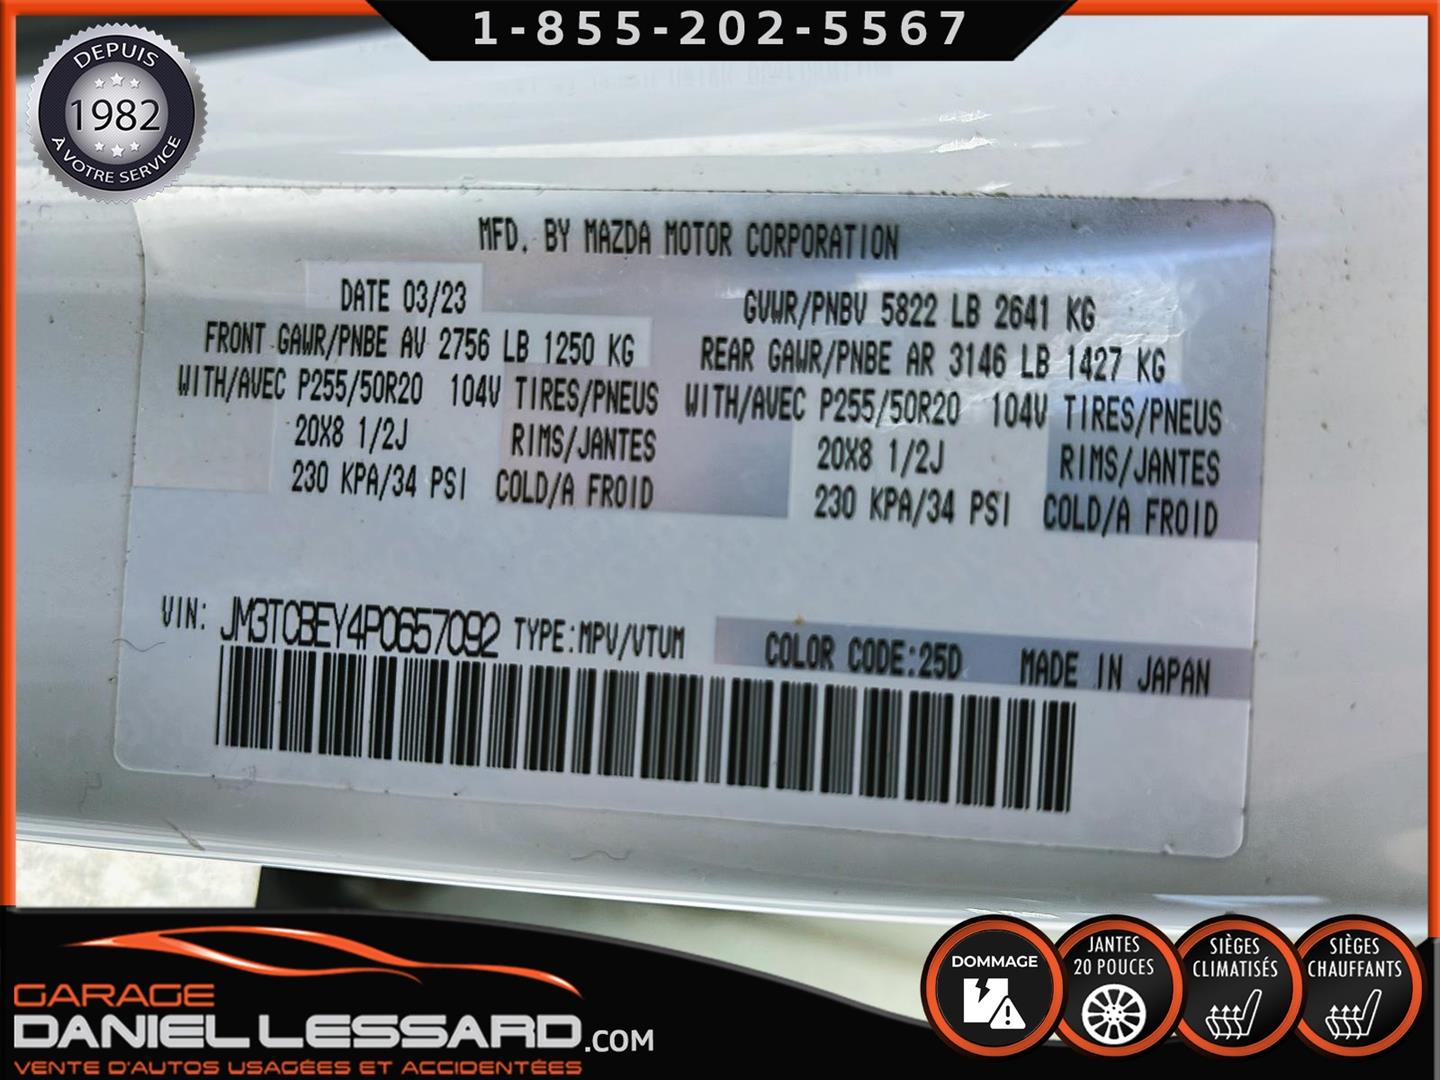 1-855-202-5567
DEPUIS
1982
À VOTRE SERVICE
MFD. BY MAZDA MOTOR CORPORATION
DATE 03/23
GVWR/PNBV 5822 LB 2641 KG
FRONT GAWR/PNBE AV 2756 LB 1250 KG
REAR GAWR/PNBE AR 3146 LB 1427 KG
WITH/AVEC P255/50R20 104V TIRES/PNEUS
WITH/AVEC P255/50R20 104V TIRES/PNEUS
20X8 1/2J RIMS/JANTES
20X8 1/2J RIMS/JANTES
230 KPA/34 PSI COLD/A FROID
230 KPA/34 PSI COLD/A FROID
VIN: JM3TCBEY4P0657092 TYPE:MPV/VTUM COLOR CODE:25D MADE IN JAPAN
GARAGE
DANIEL LESSARD.COM
VENTE D'AUTOS USAGÉES ET ACCIDENTÉES
DOMMAGE
JANTES
20 POUCES
SIÈGES
CLIMATISÉS
SIÈGES
CHAUFFANTS